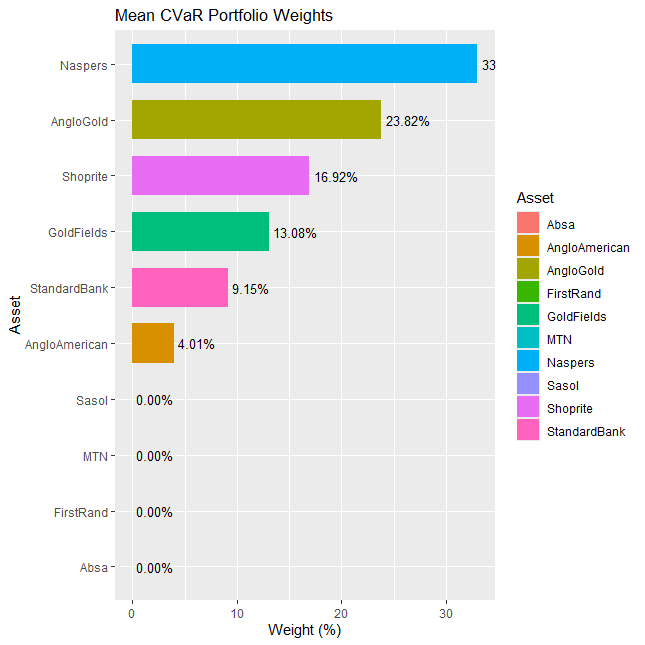 Mean CVaR Portfolio Weights
Naspers
33
AngloGold
23.82%
Shoprite
16.92%
GoldFields
13.08%
StandardBank
9.15%
AngloAmerican
4.01%
Sasol
0.00%
MTN
0.00%
FirstRand
0.00%
Absa
0.00%
Asset
0
10
20
30
Weight (%)
Asset
Absa
AngloAmerican
AngloGold
FirstRand
GoldFields
MTN
Naspers
Sasol
Shoprite
StandardBank